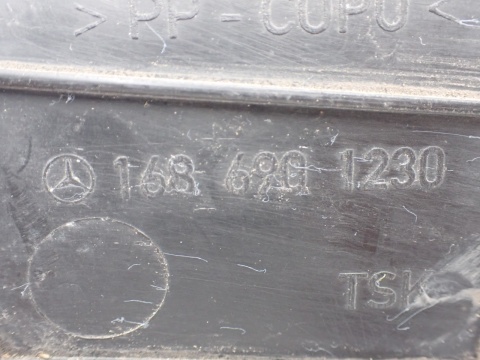 > PP-COPO <
168 690 1230
TSK